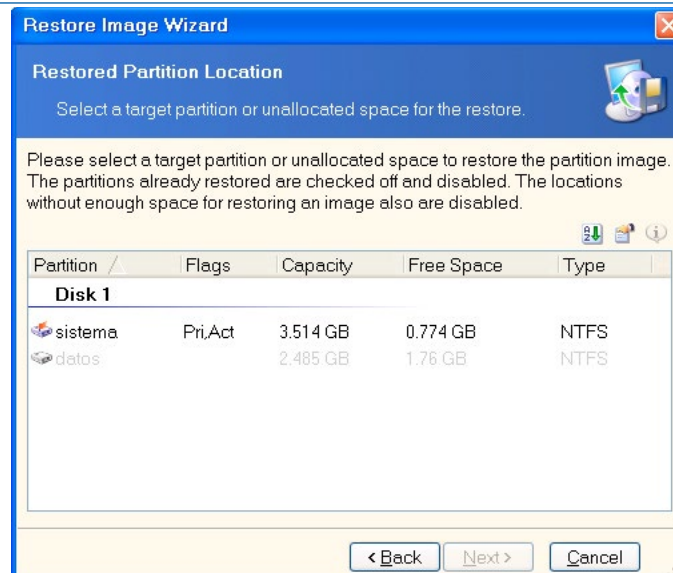 Restore Image Wizard
Restored Partition Location
Select a target partition or unallocated space for the restore.
Please select a target partition or unallocated space to restore the partition image.
The partitions already restored are checked off and disabled. The locations
without enough space for restoring an image also are disabled.
Partition Flags Capacity Free Space Type
Disk 1
sistema Pri,Act 3.514 GB 0.774 GB NTFS
datos 2.485 GB 1.76 GB NTFS
< Back Next > Cancel